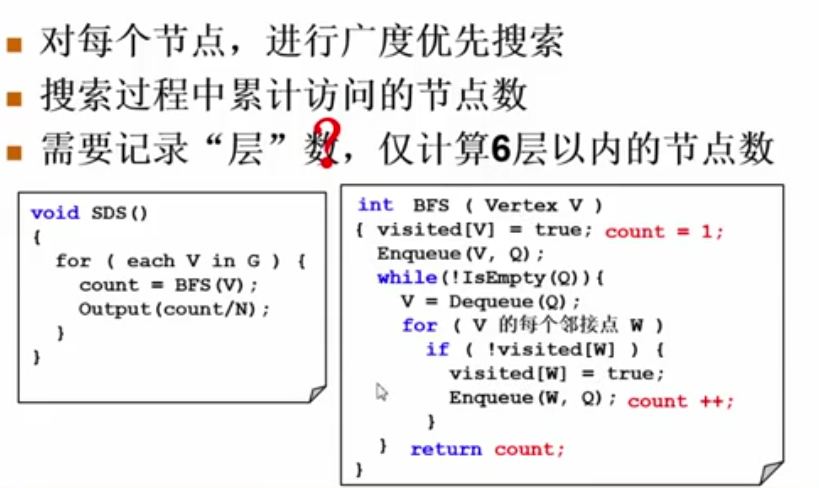 对每个节点，进行广度优先搜索
搜索过程中累计访问的节点数
需要记录“层”数，仅计算6层以内的节点数
?
void SDS()
{
for ( each V in G ) {
count = BFS(V);
Output(count/N);
}
}
int BFS ( Vertex V )
{ visited[V] = true; count = 1;
Enqueue(V, Q);
while(!IsEmpty(Q)){
V = Dequeue(Q);
for ( V 的每个邻接点 W )
if ( !visited[W] ) {
visited[W] = true;
Enqueue(W, Q); count ++;
}
} return count;
}